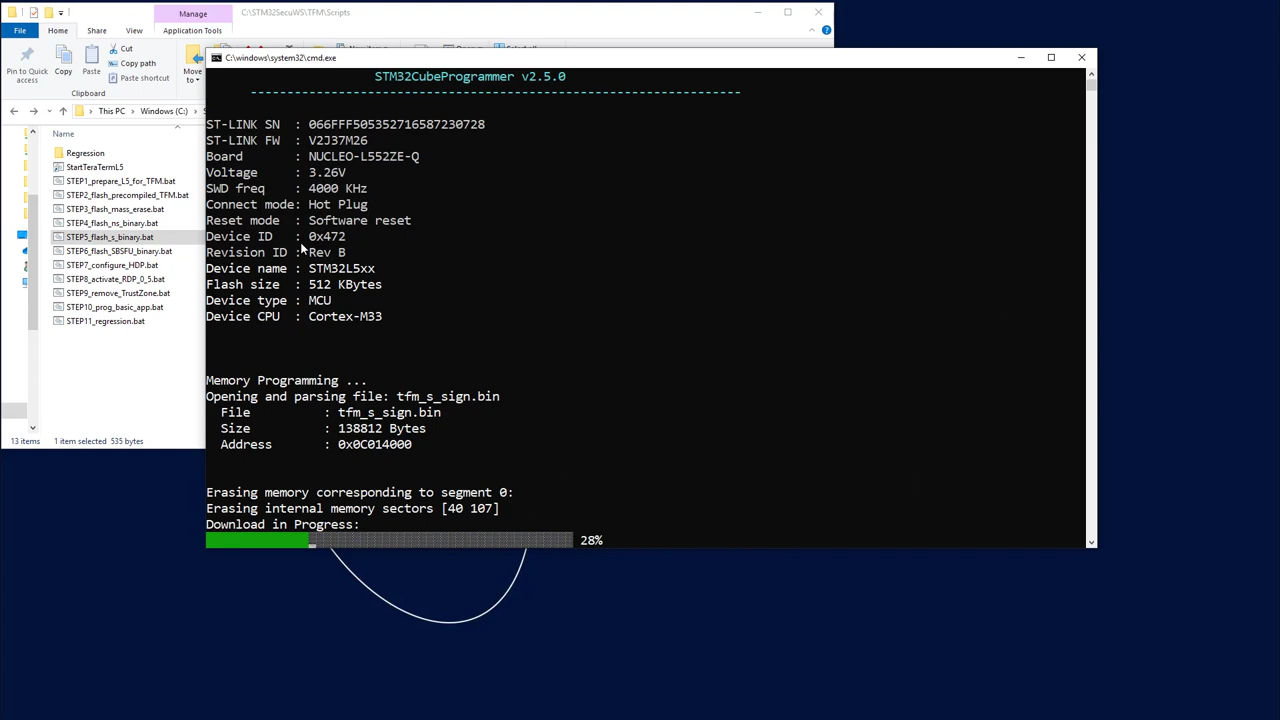 Manage
C:\STM32SecuWS\TFM\Scripts
File
Home
Share
View
Application Tools
Pin to Quick
access
Copy
Paste
Cut
Copy path
Paste shortcut
Move
to
Clipboard
This PC
Windows (C:)
Name
Regression
StartTeraTermL5
STEP1_prepare_L5_for_TFM.bat
STEP2_flash_precompiled_TFM.bat
STEP3_flash_mass_erase.bat
STEP4_flash_ns_binary.bat
STEP5_flash_s_binary.bat
STEP6_flash_SBSFU_binary.bat
STEP7_configure_HDP.bat
STEP8_activate_RDP_0_5.bat
STEP9_remove_TrustZone.bat
STEP10_prog_basic_app.bat
STEP11_regression.bat
13 items
1 item selected 535 bytes
C:\windows\system32\cmd.exe
STM32CubeProgrammer v2.5.0
-------------------------------------------------------------------
ST-LINK SN : 066FFF505352716587230728
ST-LINK FW : V2J37M26
Board : NUCLEO-L552ZE-Q
Voltage : 3.26V
SWD freq : 4000 KHz
Connect mode: Hot Plug
Reset mode : Software reset
Device ID : 0x472
Revision ID : Rev B
Device name : STM32L5xx
Flash size : 512 KBytes
Device type : MCU
Device CPU : Cortex-M33
Memory Programming ...
Opening and parsing file: tfm_s_sign.bin
File : tfm_s_sign.bin
Size : 138812 Bytes
Address : 0x0C014000
Erasing memory corresponding to segment 0:
Erasing internal memory sectors [40 107]
Download in Progress:
28%